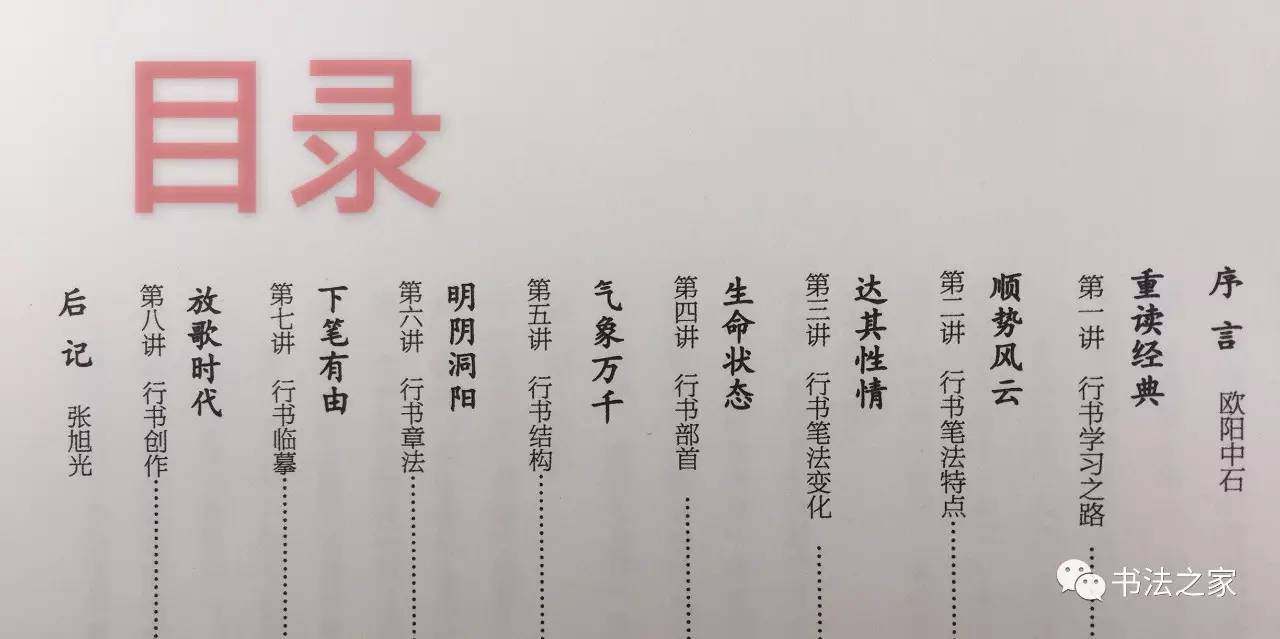 目录
序言 欧阳中石
重读经典
第一讲 行书学习之路
顺势风云
第二讲 行书笔法特点
达其性情
第三讲 行书笔法变化
生命状态
第四讲 行书部首
气象万千
第五讲 行书结构
明阴洞阳
第六讲 行书章法
下笔有由
第七讲 行书临摹
放歌时代
第八讲 行书创作
后记 张旭光
书法之家